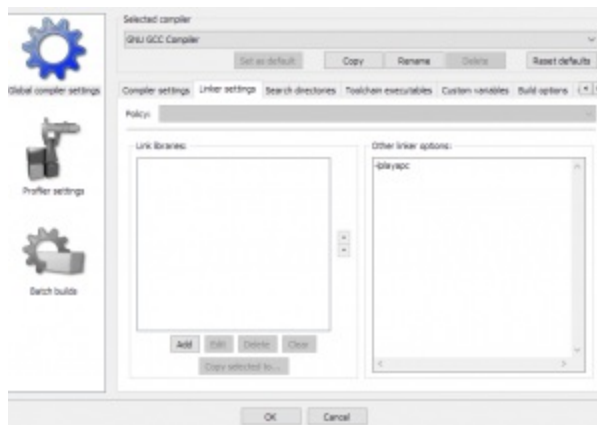 Selected compiler
GNU GCC Compiler
Set as default Copy Rename Delete Reset defaults
Global compiler settings
Compiler settings Linker settings Search directories Toolchain executables Custom variables Build options
Policy:
Link libraries:
Other linker options:
-lplayapc
Profiler settings
Batch builds
Add Edit Delete Clear
Copy selected to...
OK Cancel